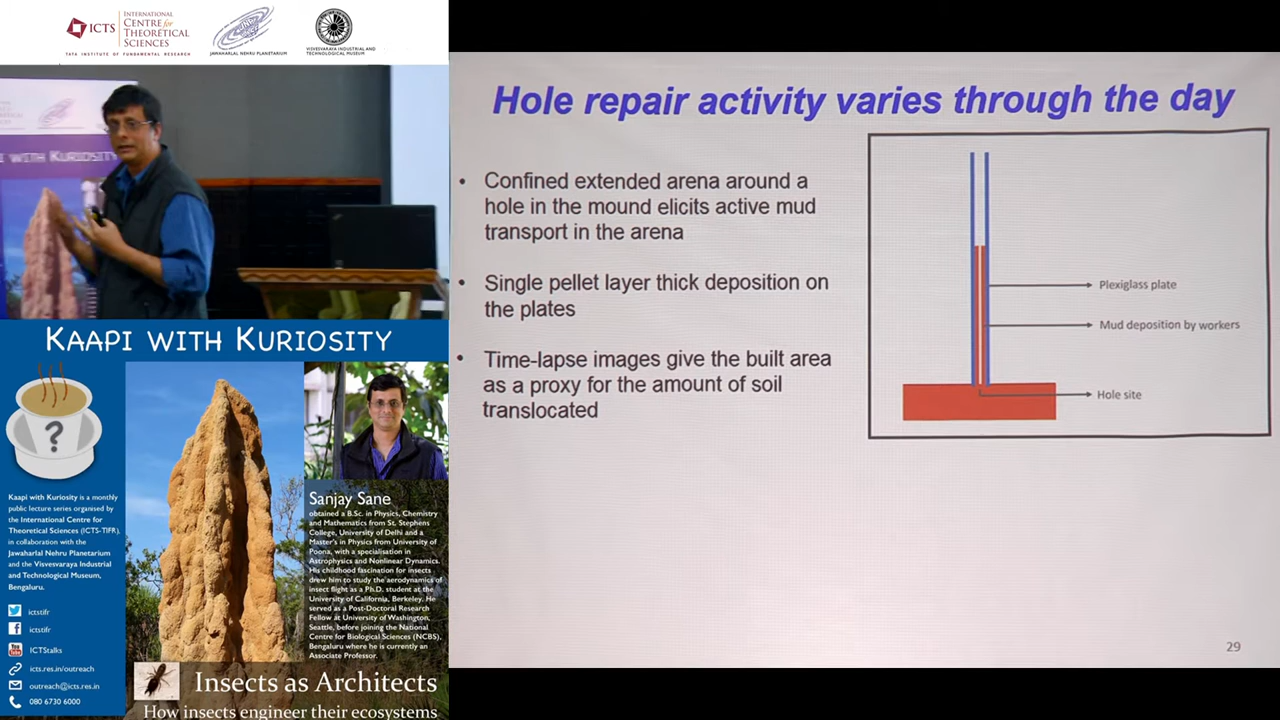 ICTS
INTERNATIONAL
CENTRE for
THEORETICAL
SCIENCES
TATA INSTITUTE OF FUNDAMENTAL RESEARCH
JAWAHARLAL NEHRU PLANETARIUM
VISVESVARAYA INDUSTRIAL AND
TECHNOLOGICAL MUSEUM
WITH KURIOSITY
KAAPI WITH KURIOSITY
?
Kaapi with Kuriosity is a monthly
public lecture series organised by
the International Centre for
Theoretical Sciences (ICTS-TIFR),
in collaboration with the
Jawaharlal Nehru Planetarium
and the Visvesvaraya Industrial
and Technological Museum,
Bengaluru.
ictstifr
ictstifr
ICTStalks
icts.res.in/outreach
outreach@icts.res.in
080 6730 6000
Sanjay Sane
obtained a B.Sc. in Physics, Chemistry
and Mathematics from St. Stephens
College, University of Delhi and a
Master's in Physics from University of
Poona, with a specialisation in
Astrophysics and Nonlinear Dynamics.
His childhood fascination for insects
drew him to study the aerodynamics of
insect flight as a Ph.D. student at the
University of California, Berkeley. He
served as a Post-Doctoral Research
Fellow at University of Washington,
Seattle, before joining the National
Centre for Biological Sciences (NCBS),
Bengaluru where he is currently an
Associate Professor.
Insects as Architects
How insects engineer their ecosystems
Hole repair activity varies through the day
• Confined extended arena around a
hole in the mound elicits active mud
transport in the arena
• Single pellet layer thick deposition on
the plates
• Time-lapse images give the built area
as a proxy for the amount of soil
translocated
Plexiglass plate
Mud deposition by workers
Hole site
29